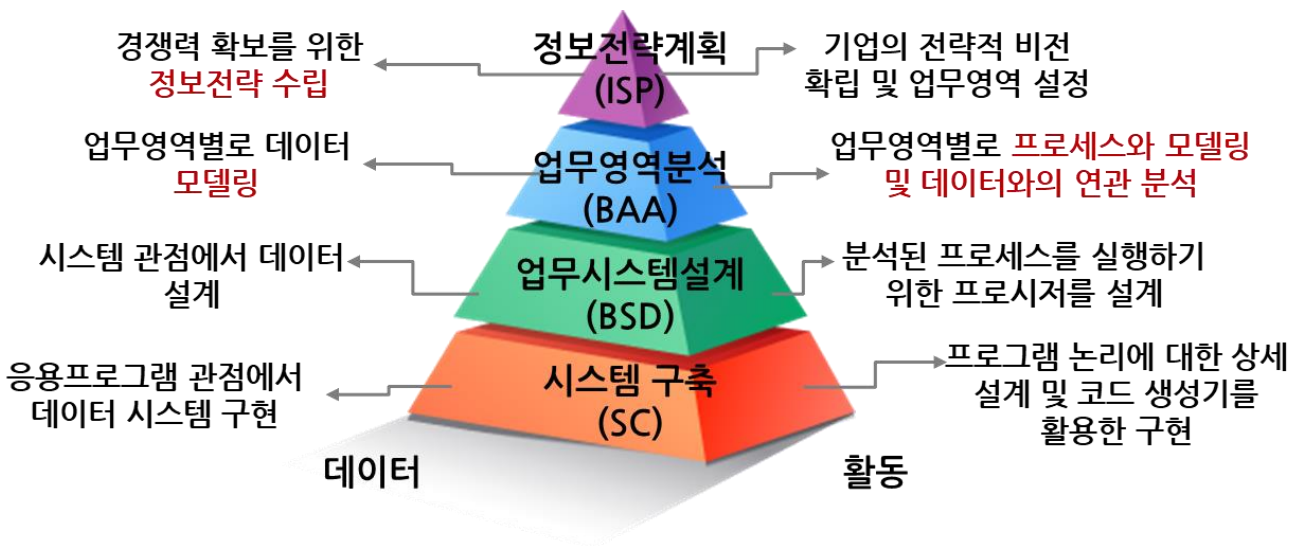 경쟁력 확보를 위한
정보전략 수립
정보전략계획
(ISP)
기업의 전략적 비전
확립 및 업무영역 설정
업무영역별로 데이터
모델링
업무영역분석
(BAA)
업무영역별로 프로세스와 모델링
및 데이터와의 연관 분석
시스템 관점에서 데이터
설계
업무시스템설계
(BSD)
분석된 프로세스를 실행하기
위한 프로시저를 설계
응용프로그램 관점에서
데이터 시스템 구현
시스템 구축
(SC)
프로그램 논리에 대한 상세
설계 및 코드 생성기를
활용한 구현
데이터
활동